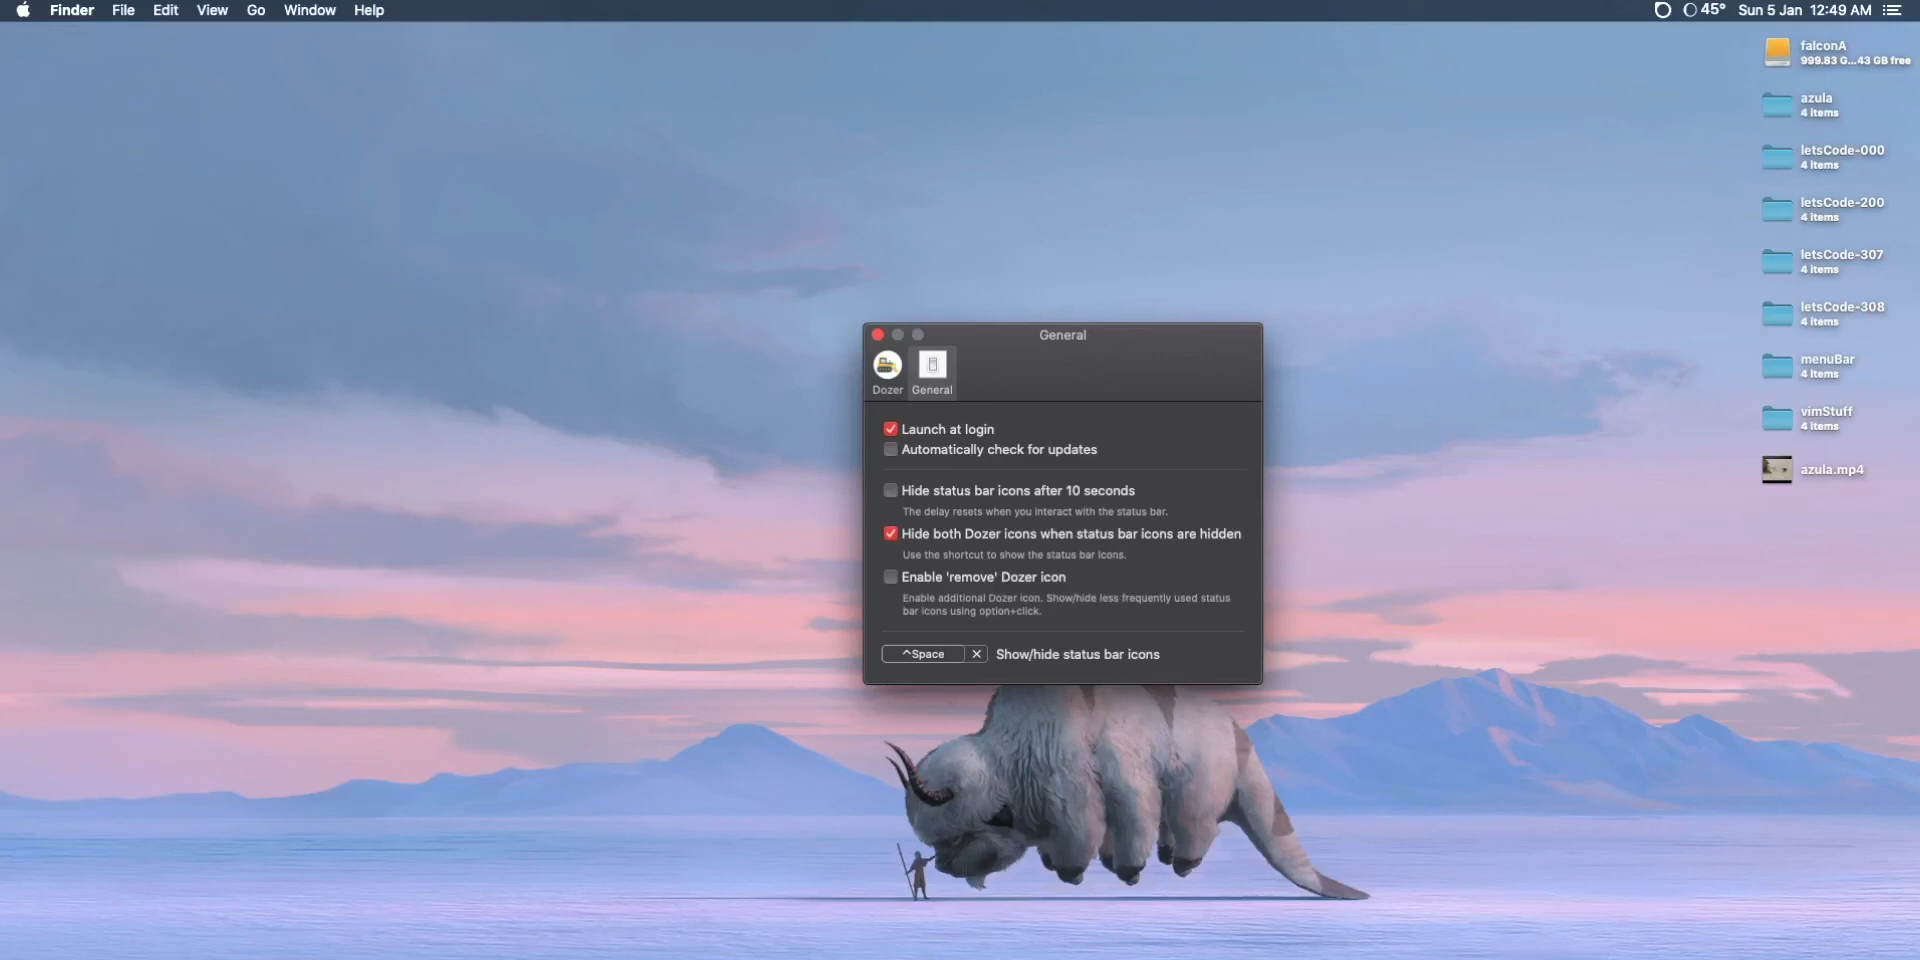 Finder File Edit View Go Window Help
45° Sun 5 Jan 12:49 AM
falconA
999.83 G...43 GB free
azula
4 items
letsCode-000
4 items
letsCode-200
4 items
letsCode-307
4 items
letsCode-308
4 items
menuBar
4 items
vimStuff
4 items
azula.mp4
General
Dozer General
Launch at login
Automatically check for updates
Hide status bar icons after 10 seconds
The delay resets when you interact with the status bar.
Hide both Dozer icons when status bar icons are hidden
Use the shortcut to show the status bar icons.
Enable 'remove' Dozer icon
Enable additional Dozer icon. Show/hide less frequently used status
bar icons using option+click.
^Space × Show/hide status bar icons